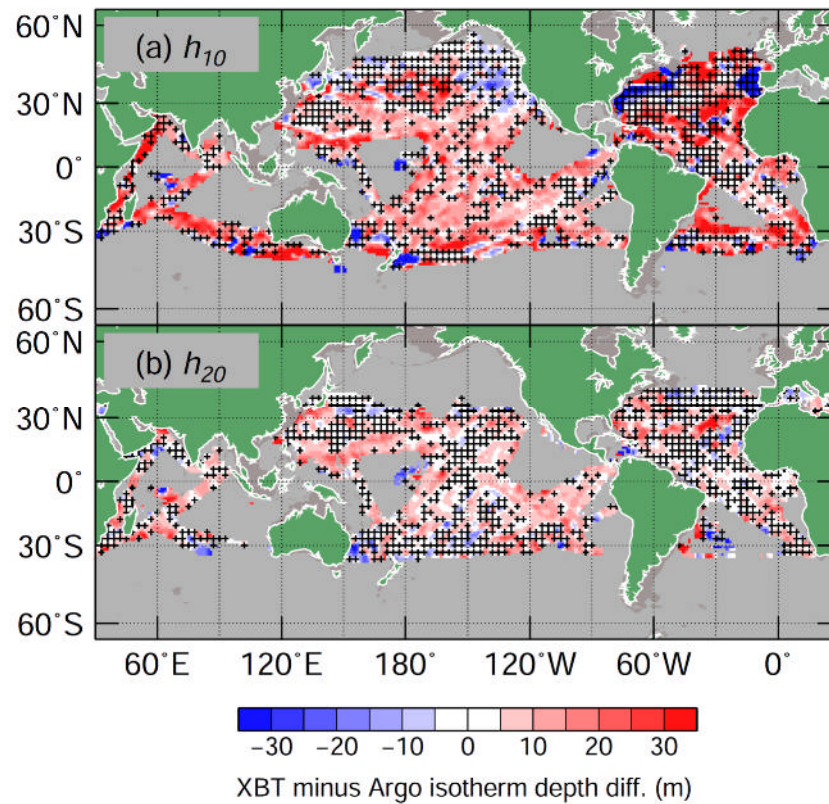 60˚N
(a) h10
30˚N
0˚
30˚S
60˚S
60˚N
(b) h20
30˚N
0˚
30˚S
60˚S
60˚E 120˚E 180˚ 120˚W 60˚W 0˚
−30 −20 −10 0 10 20 30
XBT minus Argo isotherm depth diff. (m)